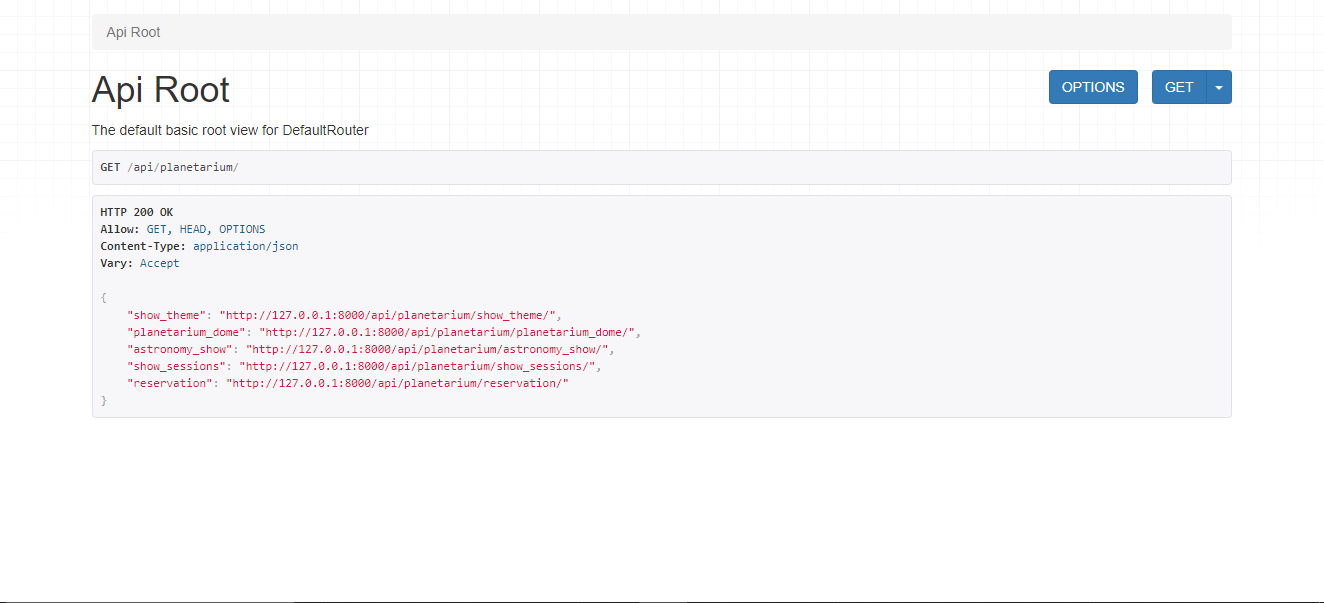 Api Root
Api Root
OPTIONS
GET
The default basic root view for DefaultRouter
GET /api/planetarium/
HTTP 200 OK
Allow: GET, HEAD, OPTIONS
Content-Type: application/json
Vary: Accept
{
    "show_theme": "http://127.0.0.1:8000/api/planetarium/show_theme/",
    "planetarium_dome": "http://127.0.0.1:8000/api/planetarium/planetarium_dome/",
    "astronomy_show": "http://127.0.0.1:8000/api/planetarium/astronomy_show/",
    "show_sessions": "http://127.0.0.1:8000/api/planetarium/show_sessions/",
    "reservation": "http://127.0.0.1:8000/api/planetarium/reservation/"
}